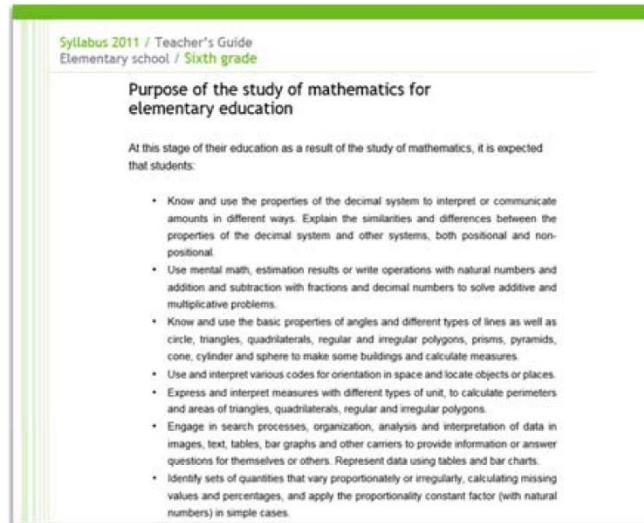 Syllabus 2011 / Teacher's Guide
Elementary school / Sixth grade
Purpose of the study of mathematics for
elementary education
At this stage of their education as a result of the study of mathematics, it is expected
that students:
• Know and use the properties of the decimal system to interpret or communicate
amounts in different ways. Explain the similarities and differences between the
properties of the decimal system and other systems, both positional and non-
positional.
• Use mental math, estimation results or write operations with natural numbers and
addition and subtraction with fractions and decimal numbers to solve additive and
multiplicative problems.
• Know and use the basic properties of angles and different types of lines as well as
circle, triangles, quadrilaterals, regular and irregular polygons, prisms, pyramids,
cone, cylinder and sphere to make some buildings and calculate measures.
• Use and interpret various codes for orientation in space and locate objects or places.
• Express and interpret measures with different types of unit, to calculate perimeters
and areas of triangles, quadrilaterals, regular and irregular polygons.
• Engage in search processes, organization, analysis and interpretation of data in
images, text, tables, bar graphs and other carriers to provide information or answer
questions for themselves or others. Represent data using tables and bar charts.
• Identify sets of quantities that vary proportionately or irregularly, calculating missing
values and percentages, and apply the proportionality constant factor (with natural
numbers) in simple cases.